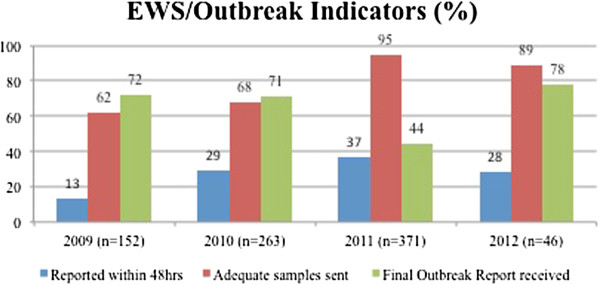 EWS/Outbreak Indicators (%)
100
80
60
40
20
0
13
62
72
29
68
71
37
95
44
28
89
78
2009 (n=152)
2010 (n=263)
2011 (n=371)
2012 (n=46)
Reported within 48hrs
Adequate samples sent
Final Outbreak Report received